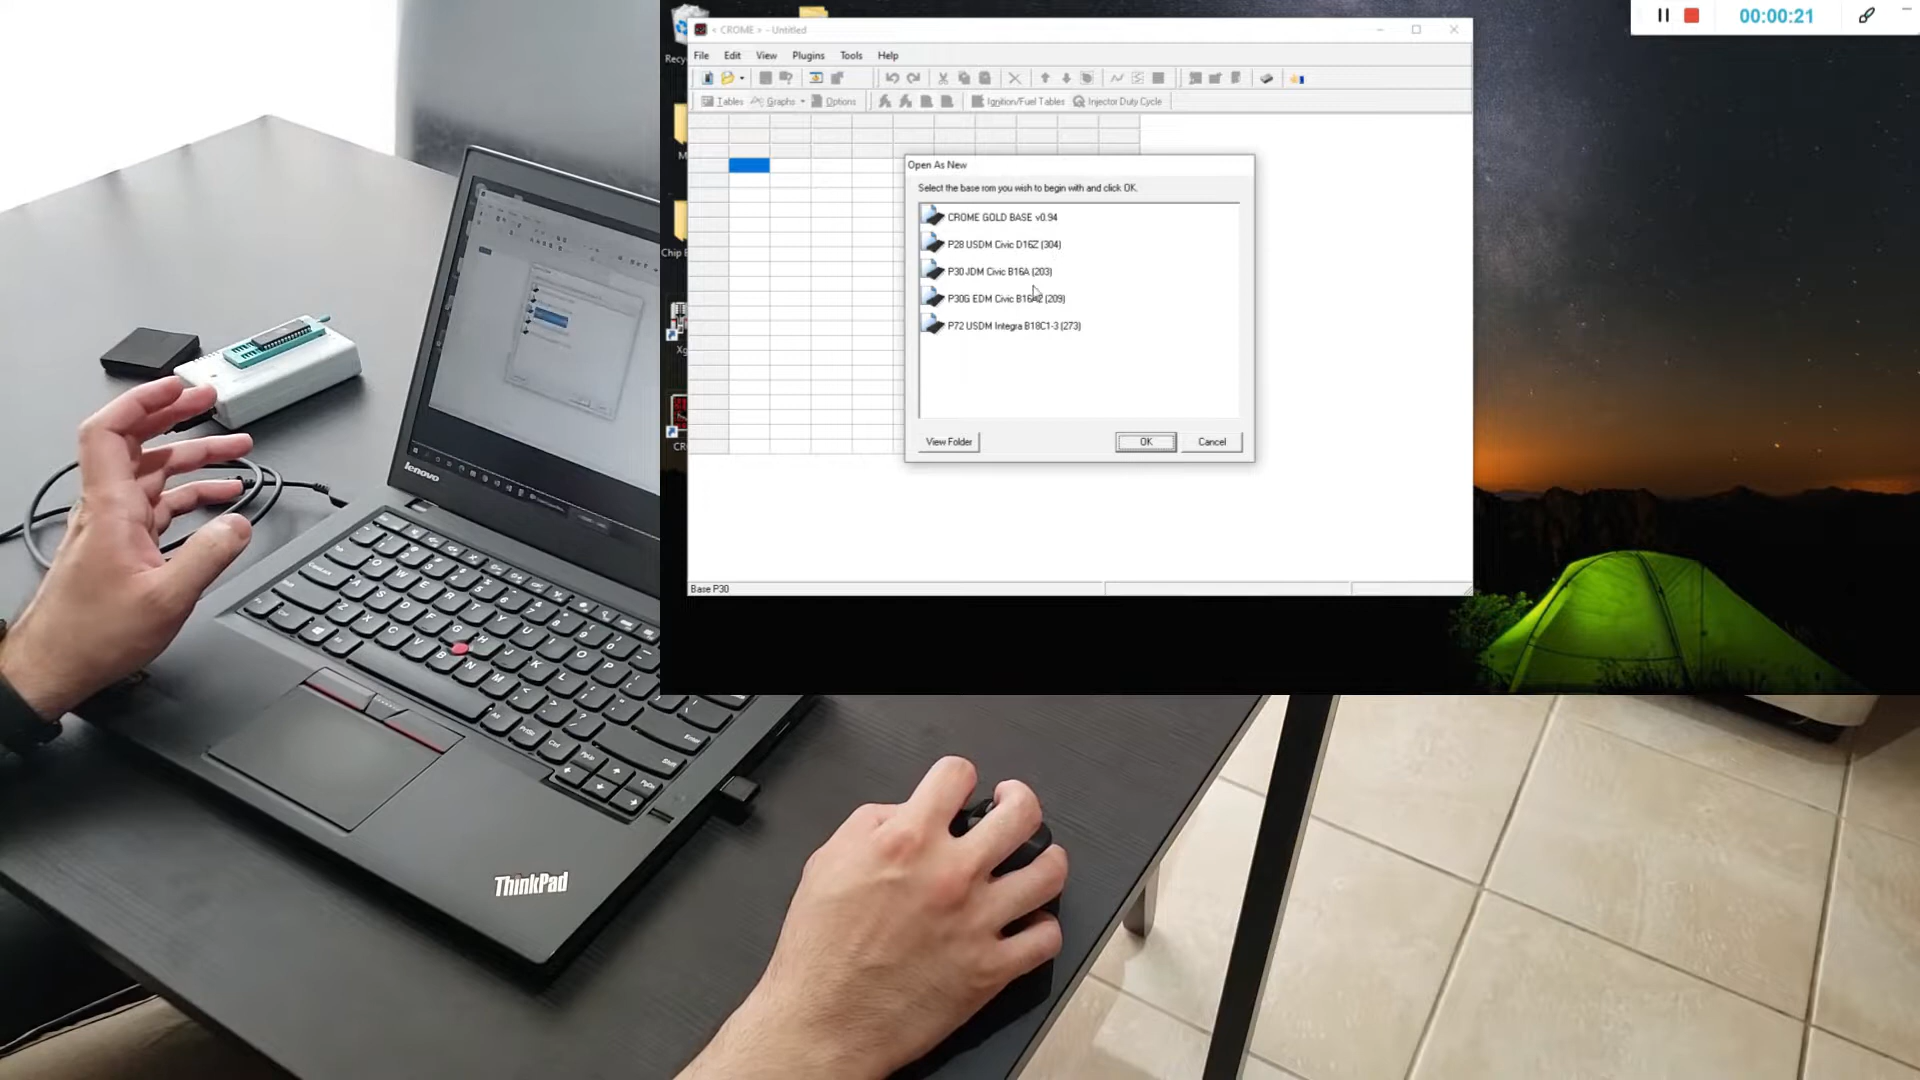 00:00:21
< CROME > - Untitled
File Edit View Plugins Tools Help
Tables Graphs Options Ignition/Fuel Tables Injector Duty Cycle
Open As New
Select the base rom you wish to begin with and click OK.
CROME GOLD BASE v0.94
P28 USDM Civic D16Z (304)
P30 JDM Civic B16A (203)
P30G EDM Civic B16A2 (209)
P72 USDM Integra B18C1-3 (273)
View Folder OK Cancel
Base P30
lenovo
ThinkPad